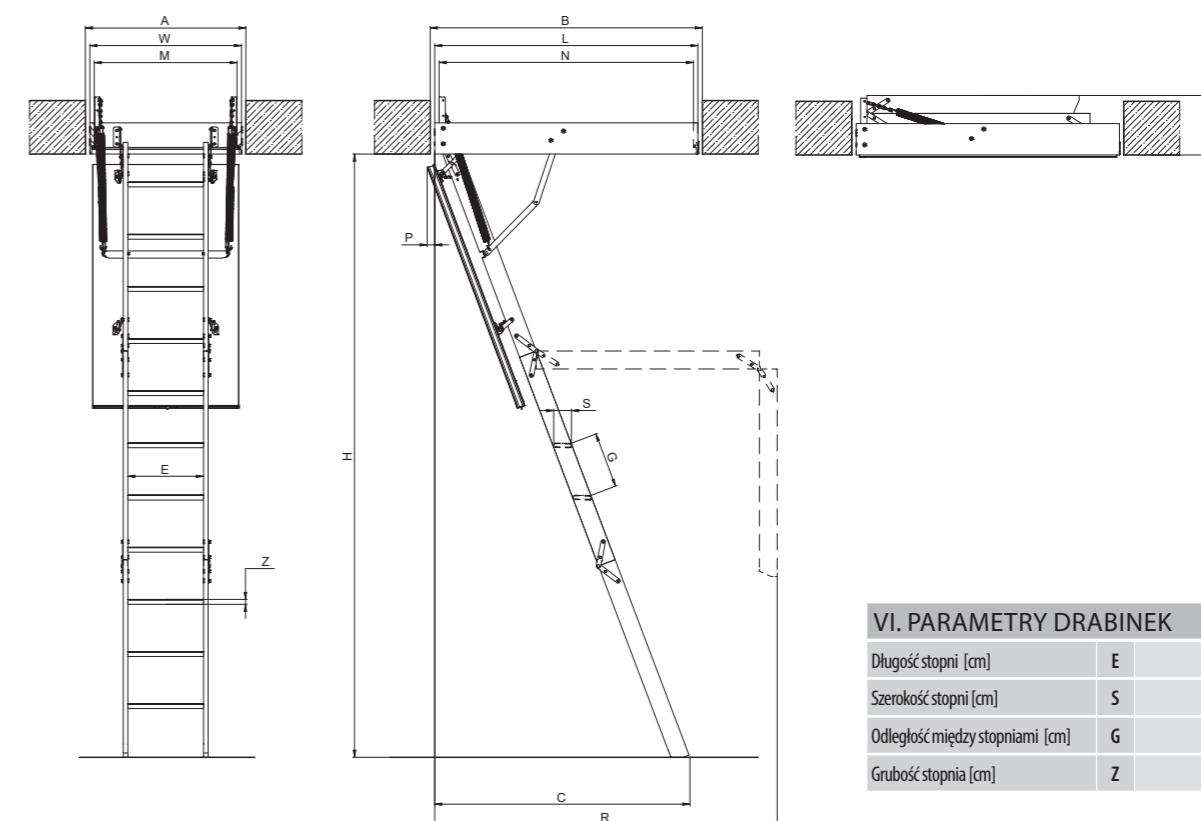 A
W
M
E
Z
B
L
N
P
H
S
G
C
R
VI. PARAMETRY DRABINEK
Długość stopni [cm] E
Szerokość stopni [cm] S
Odległość między stopniami [cm] G
Grubość stopnia [cm] Z